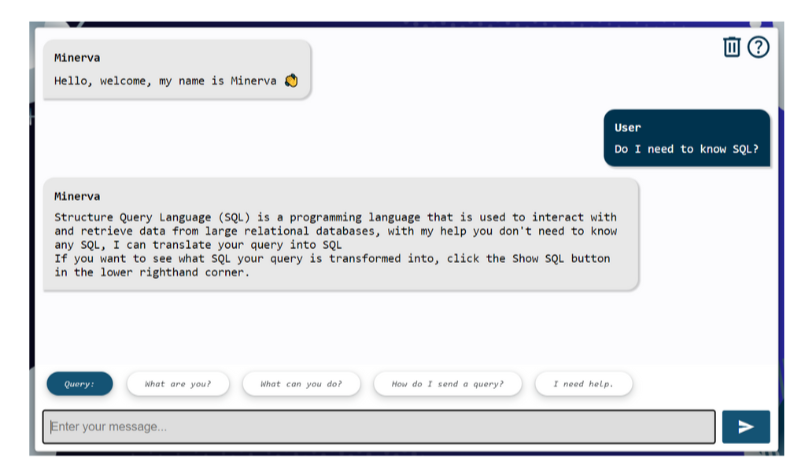 Minerva
Hello, welcome, my name is Minerva
User
Do I need to know SQL?
Minerva
Structure Query Language (SQL) is a programming language that is used to interact with
and retrieve data from large relational databases, with my help you don't need to know
any SQL, I can translate your query into SQL
If you want to see what SQL your query is transformed into, click the Show SQL button
in the lower righthand corner.
Query:
What are you?
What can you do?
How do I send a query?
I need help.
Enter your message...